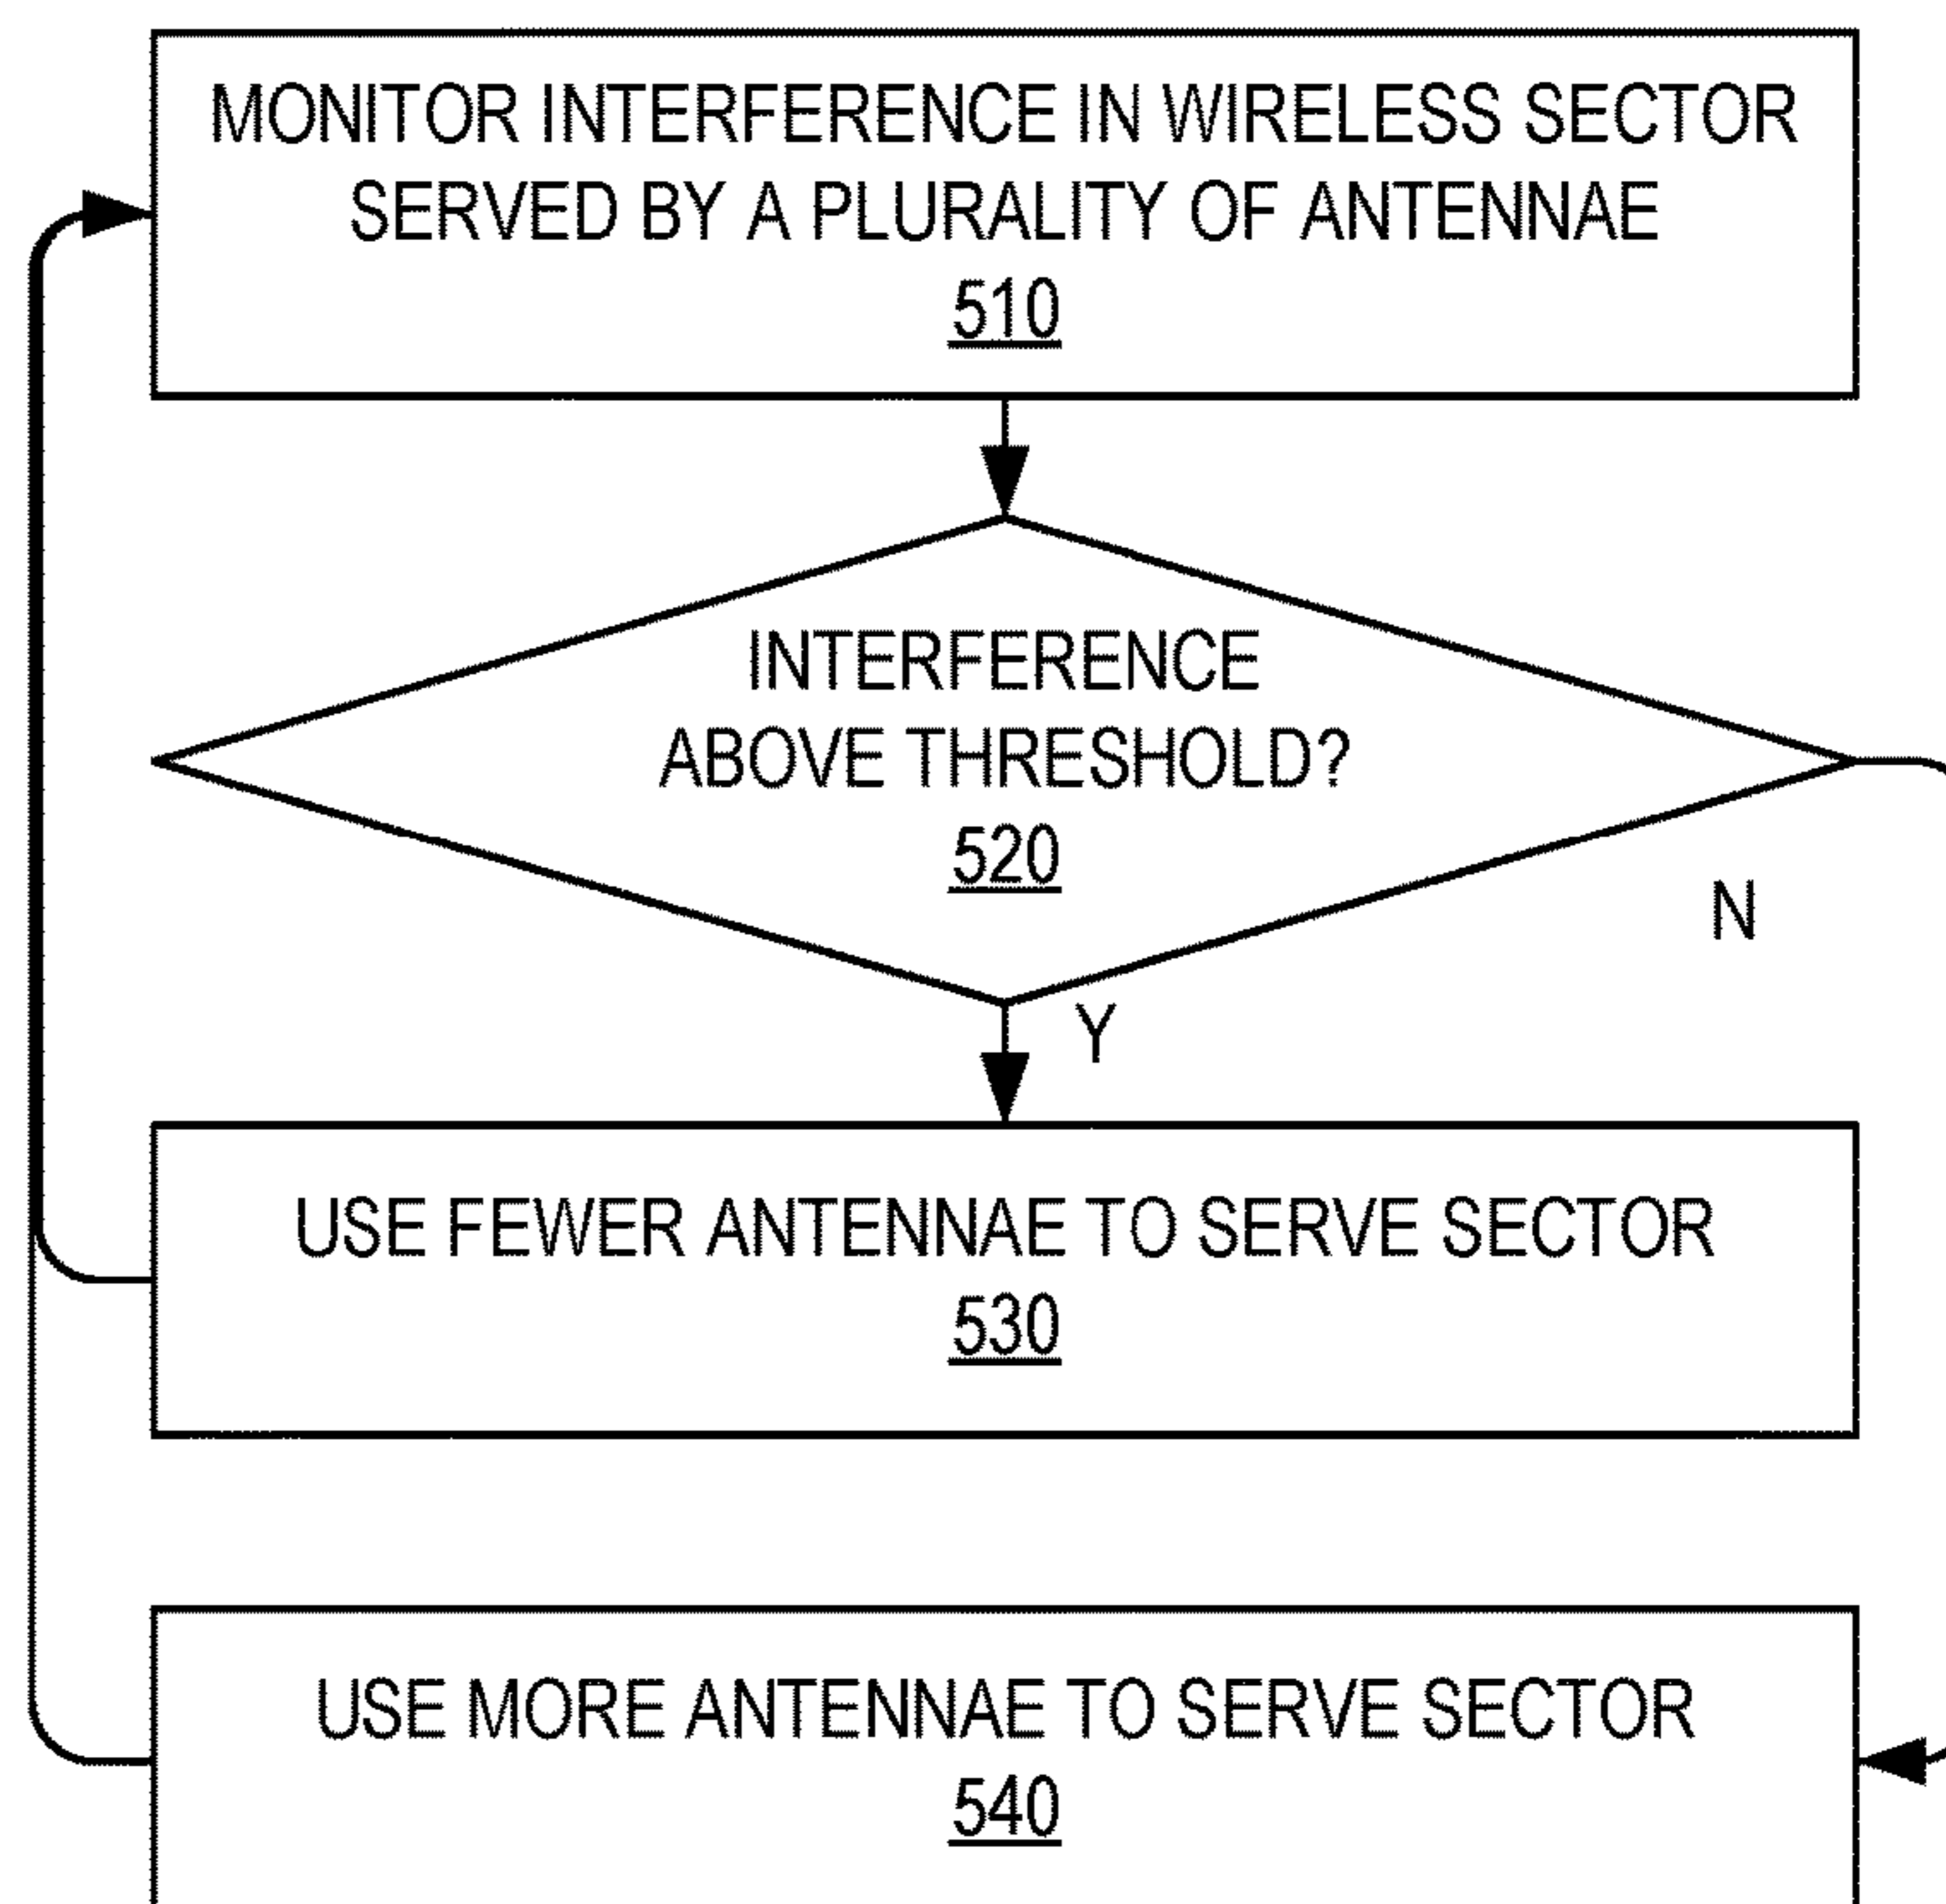 MONITOR INTERFERENCE IN WIRELESS SECTOR
SERVED BY A PLURALITY OF ANTENNAE
510
INTERFERENCE
ABOVE THRESHOLD?
520
N
Y
USE FEWER ANTENNAE TO SERVE SECTOR
530
USE MORE ANTENNAE TO SERVE SECTOR
540